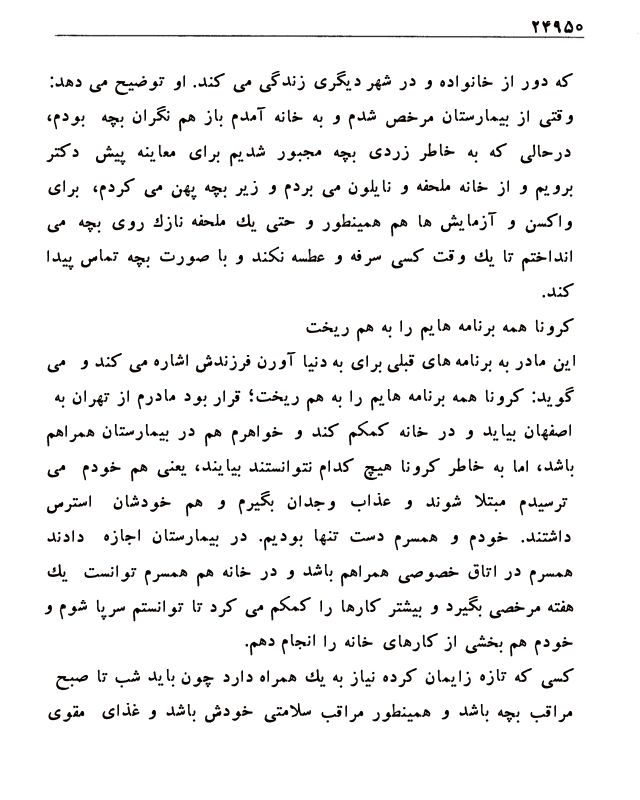 ۲۴۹۵۰
که دور از خانواده و در شهر دیگری زندگی می کند. او توضیح می دهد:
وقتی از بیمارستان مرخص شدم و به خانه آمدم باز هم نگران بچه بودم،
درحالی که به خاطر زردی بچه مجبور شدیم برای معاینه پیش دکتر
برویم و از خانه ملحفه و نایلون می بردم و زیر بچه پهن می کردم، برای
واکسن و آزمایش ها هم همینطور و حتی یك ملحفه نازك روی بچه می
انداختم تا یك وقت کسی سرفه و عطسه نکند و با صورت بچه تماس پیدا
کند.
کرونا همه برنامه هایم را به هم ریخت
این مادر به برنامه های قبلی برای به دنیا آورن فرزندش اشاره می کند و می
گوید: کرونا همه برنامه هایم را به هم ریخت؛ قرار بود مادرم از تهران به
اصفهان بیاید و در خانه کمکم کند و خواهرم هم در بیمارستان همراهم
باشد، اما به خاطر کرونا هیچ کدام نتوانستند بیایند، یعنی هم خودم می
ترسیدم مبتلا شوند و عذاب وجدان بگیرم و هم خودشان استرس
داشتند. خودم و همسرم دست تنها بودیم. در بیمارستان اجازه دادند
همسرم در اتاق خصوصی همراهم باشد و در خانه هم همسرم توانست یك
هفته مرخصی بگیرد و بیشتر کارها را کمکم می کرد تا توانستم سرپا شوم و
خودم هم بخشی از کارهای خانه را انجام دهم.
کسی که تازه زایمان کرده نیاز به یك همراه دارد چون باید شب تا صبح
مراقب بچه باشد و همینطور مراقب سلامتی خودش باشد و غذای مقوی